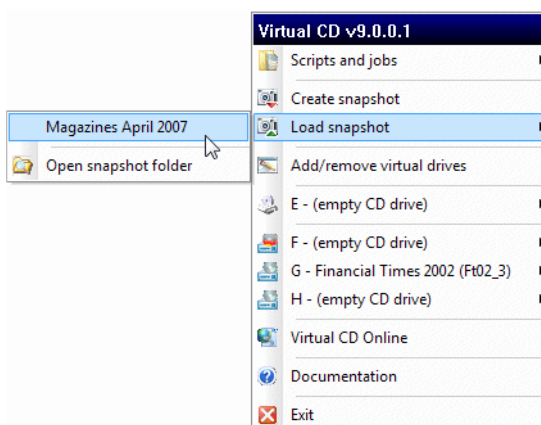 Virtual CD v9.0.0.1
Scripts and jobs
Create snapshot
Load snapshot
Magazines April 2007
Open snapshot folder
Add/remove virtual drives
E - (empty CD drive)
F - (empty CD drive)
G - Financial Times 2002 (Ft02_3)
H - (empty CD drive)
Virtual CD Online
Documentation
Exit